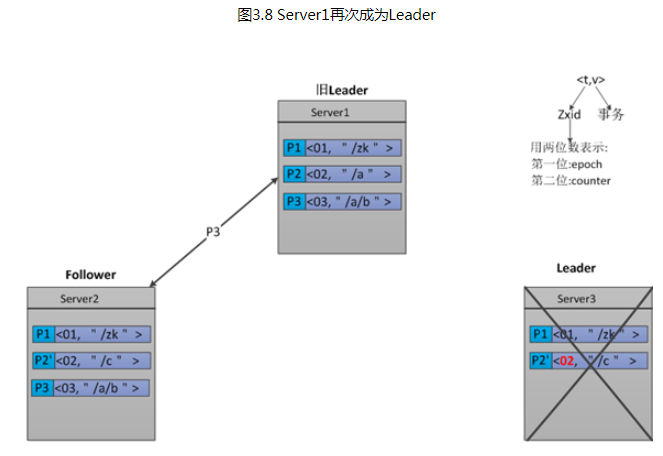 图3.8 Server1再次成为Leader
旧Leader
Server1
P1 <01, "/zk" >
P2 <02, "/a" >
P3 <03, "/a/b" >
<t,v>
Zxid 事务
用两位数表示:
第一位:epoch
第二位:counter
P3
Follower
Server2
P1 <01, "/zk" >
P2' <02, "/c" >
P3 <03, "/a/b" >
Leader
Server3
P1 <01, "/zk" >
P2' <02, "/c" >